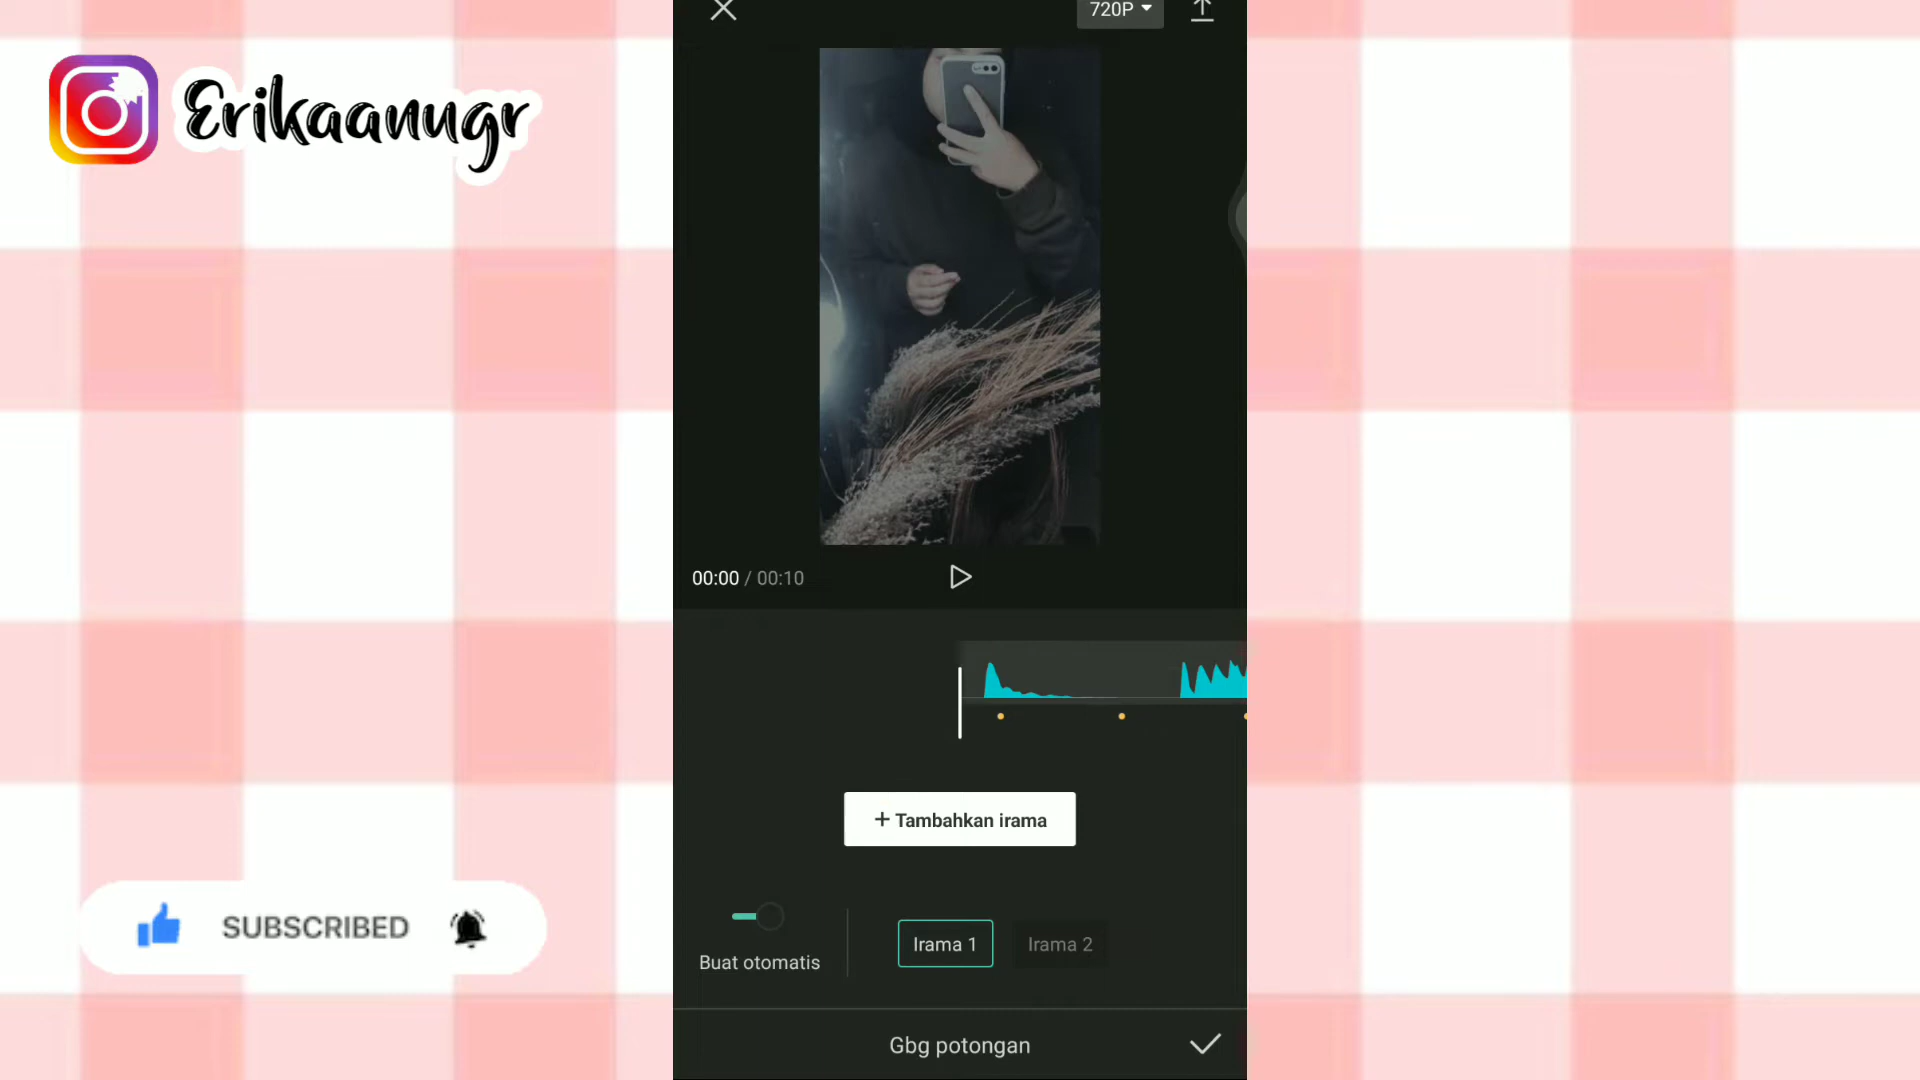 720P
Erikaanugr
00:00 / 00:10
+ Tambahkan irama
SUBSCRIBED
Buat otomatis
Irama 1
Irama 2
Gbg potongan